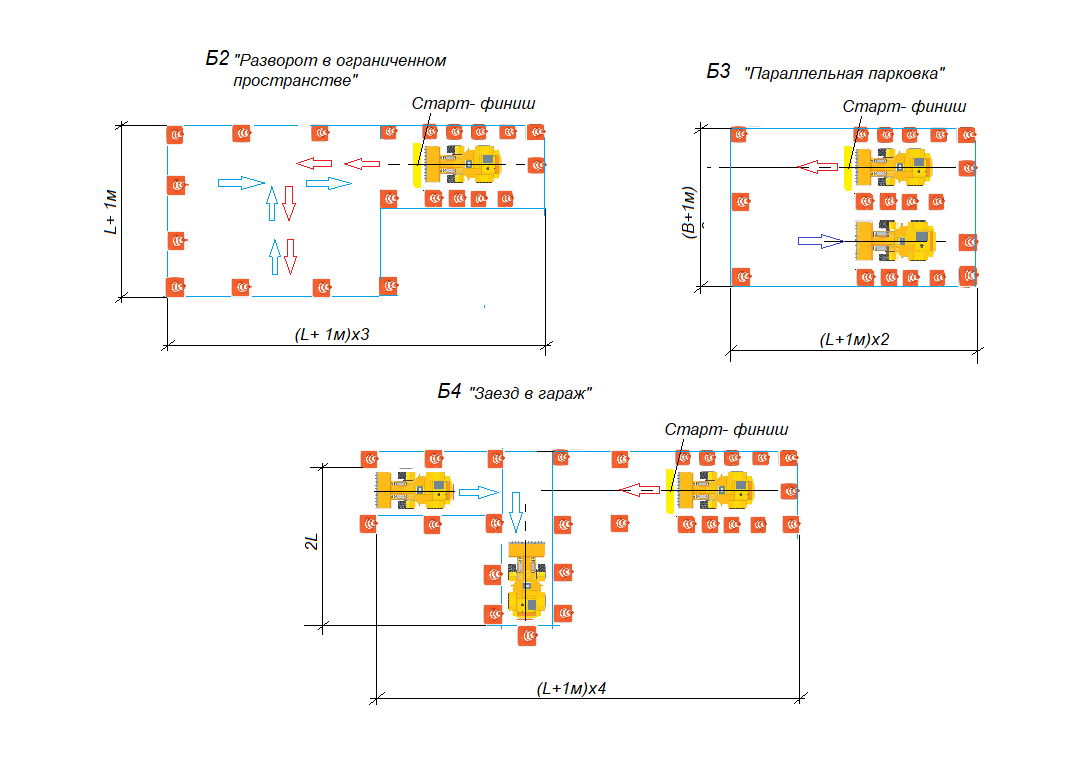 Б2 "Разворот в ограниченном
пространстве"
Старт- финиш
L+ 1м
(L+ 1м)х3
Б3 "Параллельная парковка"
Старт- финиш
(В+1м)
(L+1м)х2
Б4 "Заезд в гараж"
Старт- финиш
2L
(L+1м)х4